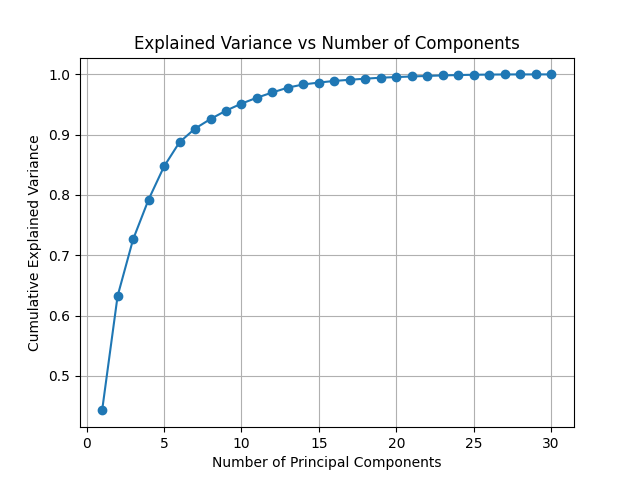 Explained Variance vs Number of Components
Cumulative Explained Variance
1.0
0.9
0.8
0.7
0.6
0.5
0 5 10 15 20 25 30
Number of Principal Components